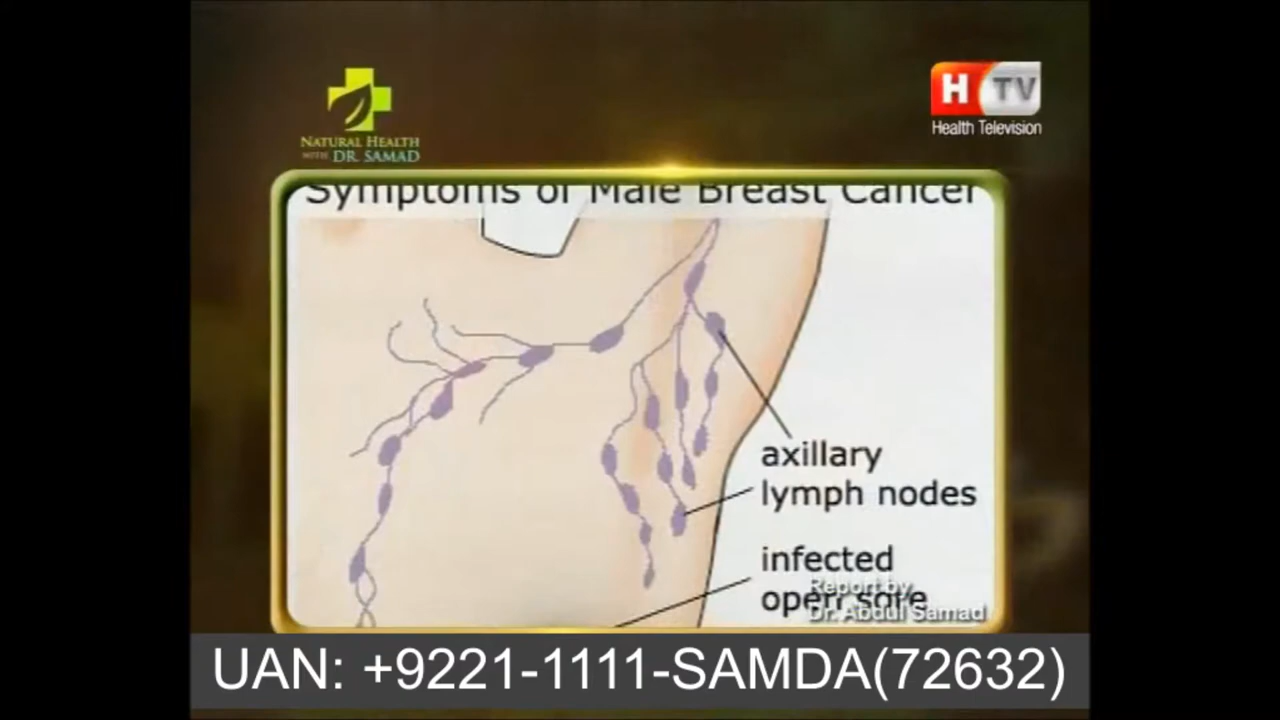 NATURAL HEALTH
WITH DR. SAMAD
H TV
Health Television
Symptoms of Male Breast Cancer
axillary
lymph nodes
infected
open sore
Report by
Dr. Abdul Samad
UAN: +9221-1111-SAMDA(72632)